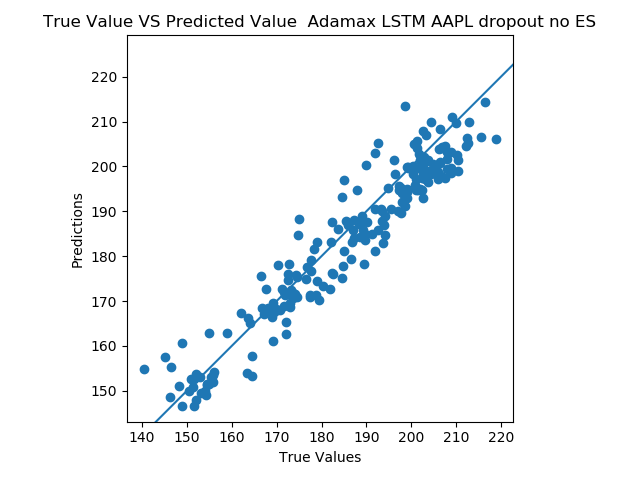 True Value VS Predicted Value  Adamax LSTM AAPL dropout no ES
220
210
200
190
180
170
160
150
Predictions
140 150 160 170 180 190 200 210 220
True Values